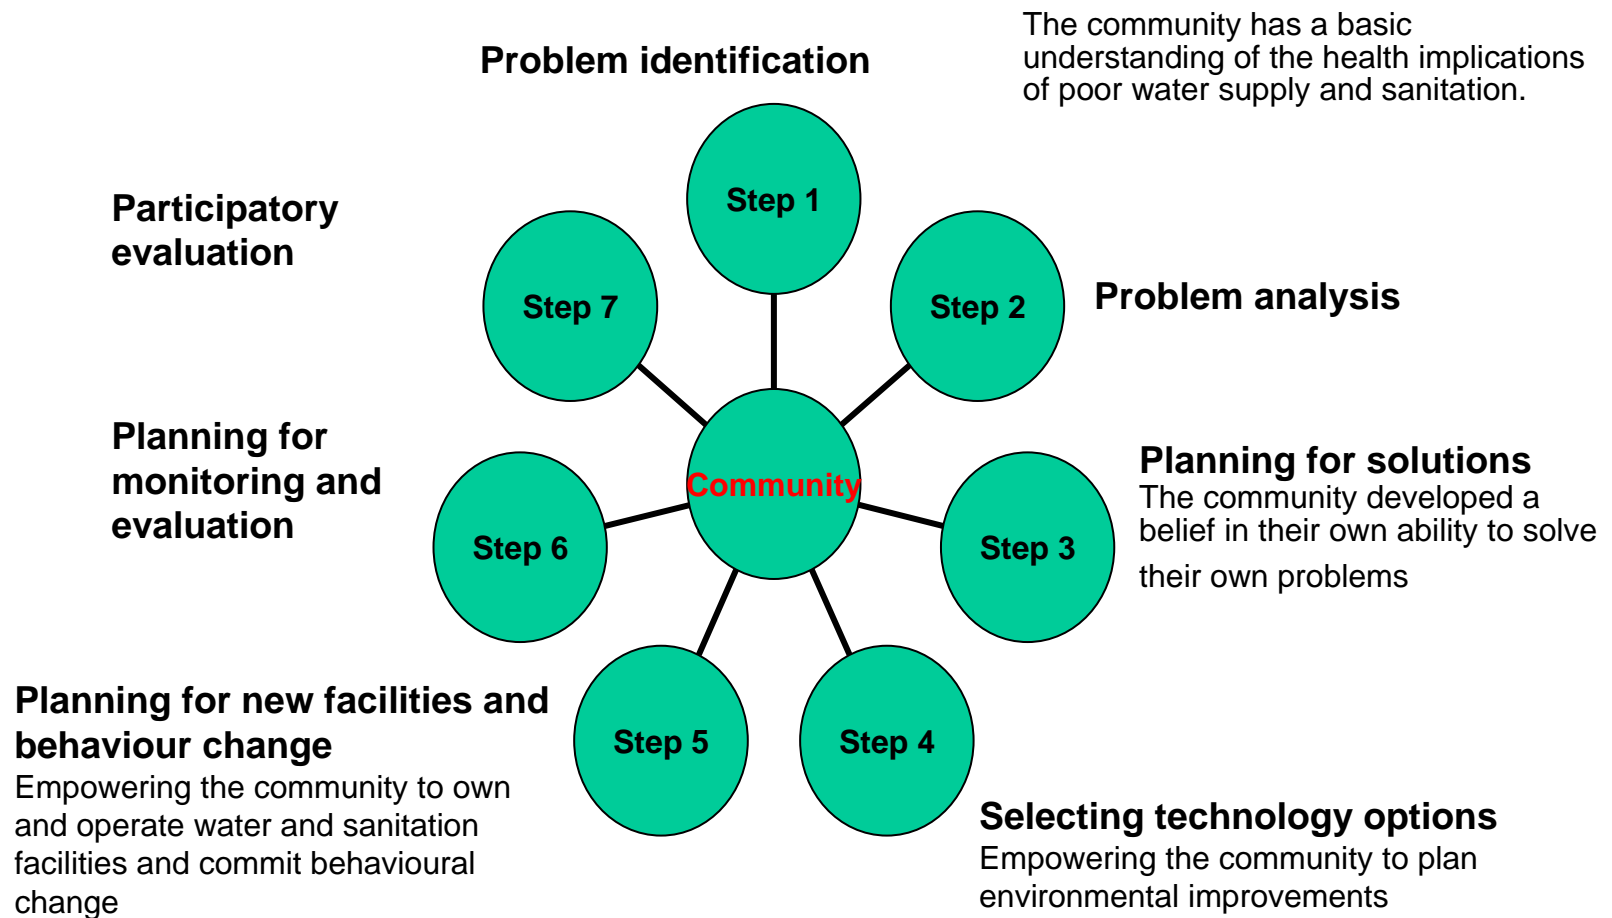 Problem identification
The community has a basic
understanding of the health implications
of poor water supply and sanitation.
Step 1
Participatory
evaluation
Step 7
Step 2
Problem analysis
Planning for
monitoring and
evaluation
Community
Planning for solutions
The community developed a
belief in their own ability to solve
their own problems
Step 6
Step 3
Planning for new facilities and
behaviour change
Empowering the community to own
and operate water and sanitation
facilities and commit behavioural
change
Step 5
Step 4
Selecting technology options
Empowering the community to plan
environmental improvements